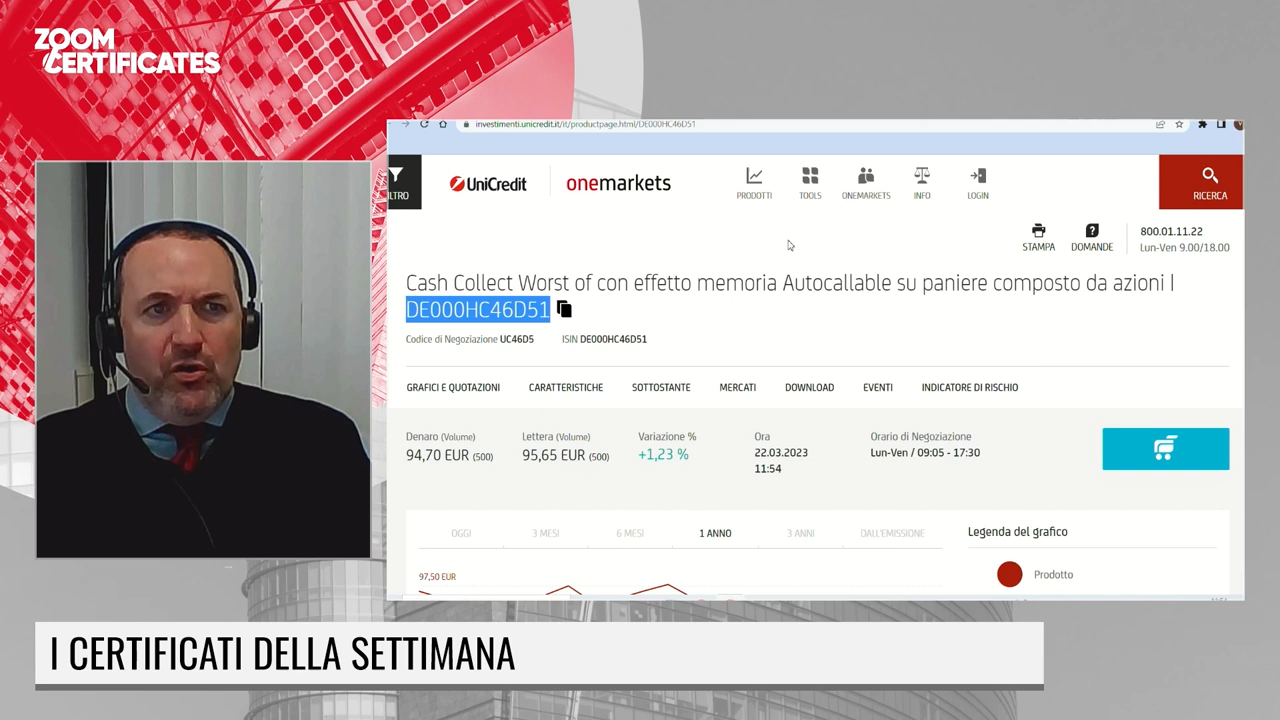 ZOOM
CERTIFICATES
investimenti.unicredit.it/it/productpage.html/DE000HC46D51
LTRO
UniCredit
onemarkets
PRODOTTI
TOOLS
ONEMARKETS
INFO
LOGIN
RICERCA
STAMPA
DOMANDE
800.01.11.22
Lun-Ven 9.00/18.00
Cash Collect Worst of con effetto memoria Autocallable su paniere composto da azioni |
DE000HC46D51
Codice di Negoziazione UC46D5
ISIN DE000HC46D51
GRAFICI E QUOTAZIONI
CARATTERISTICHE
SOTTOSTANTE
MERCATI
DOWNLOAD
EVENTI
INDICATORE DI RISCHIO
Denaro (Volume)
94,70 EUR (500)
Lettera (Volume)
95,65 EUR (500)
Variazione %
+1,23 %
Ora
22.03.2023
11:54
Orario di Negoziazione
Lun-Ven / 09:05 - 17:30
OGGI
3 MESI
6 MESI
1 ANNO
3 ANNI
DALL'EMISSIONE
Legenda del grafico
97,50 EUR
Prodotto
I CERTIFICATI DELLA SETTIMANA